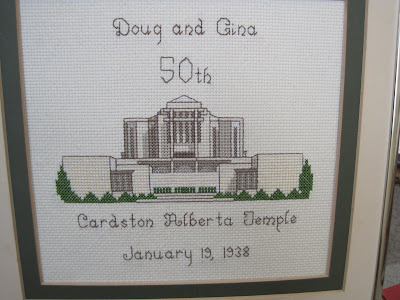 Doug and Gina
50th
Cardston Alberta Temple
January 19, 1938